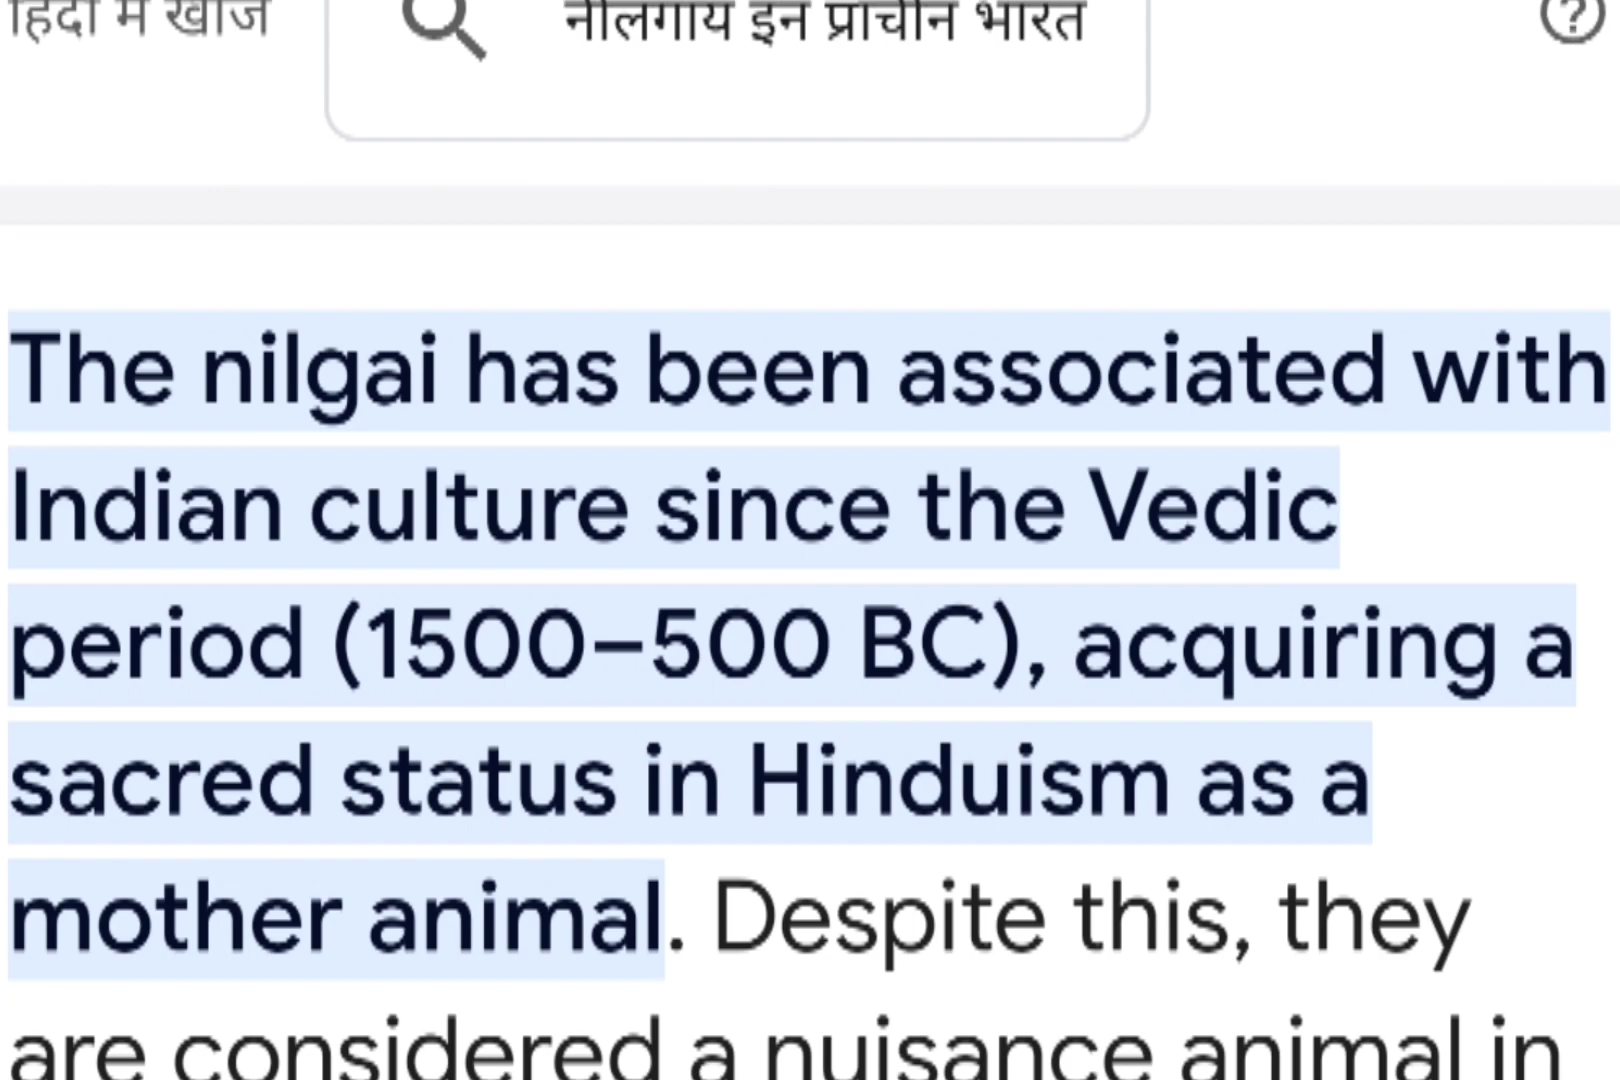 हिंदी में खोजें नीलगाय इन प्राचीन भारत
The nilgai has been associated with
Indian culture since the Vedic
period (1500–500 BC), acquiring a
sacred status in Hinduism as a
mother animal. Despite this, they
are considered a nuisance animal in